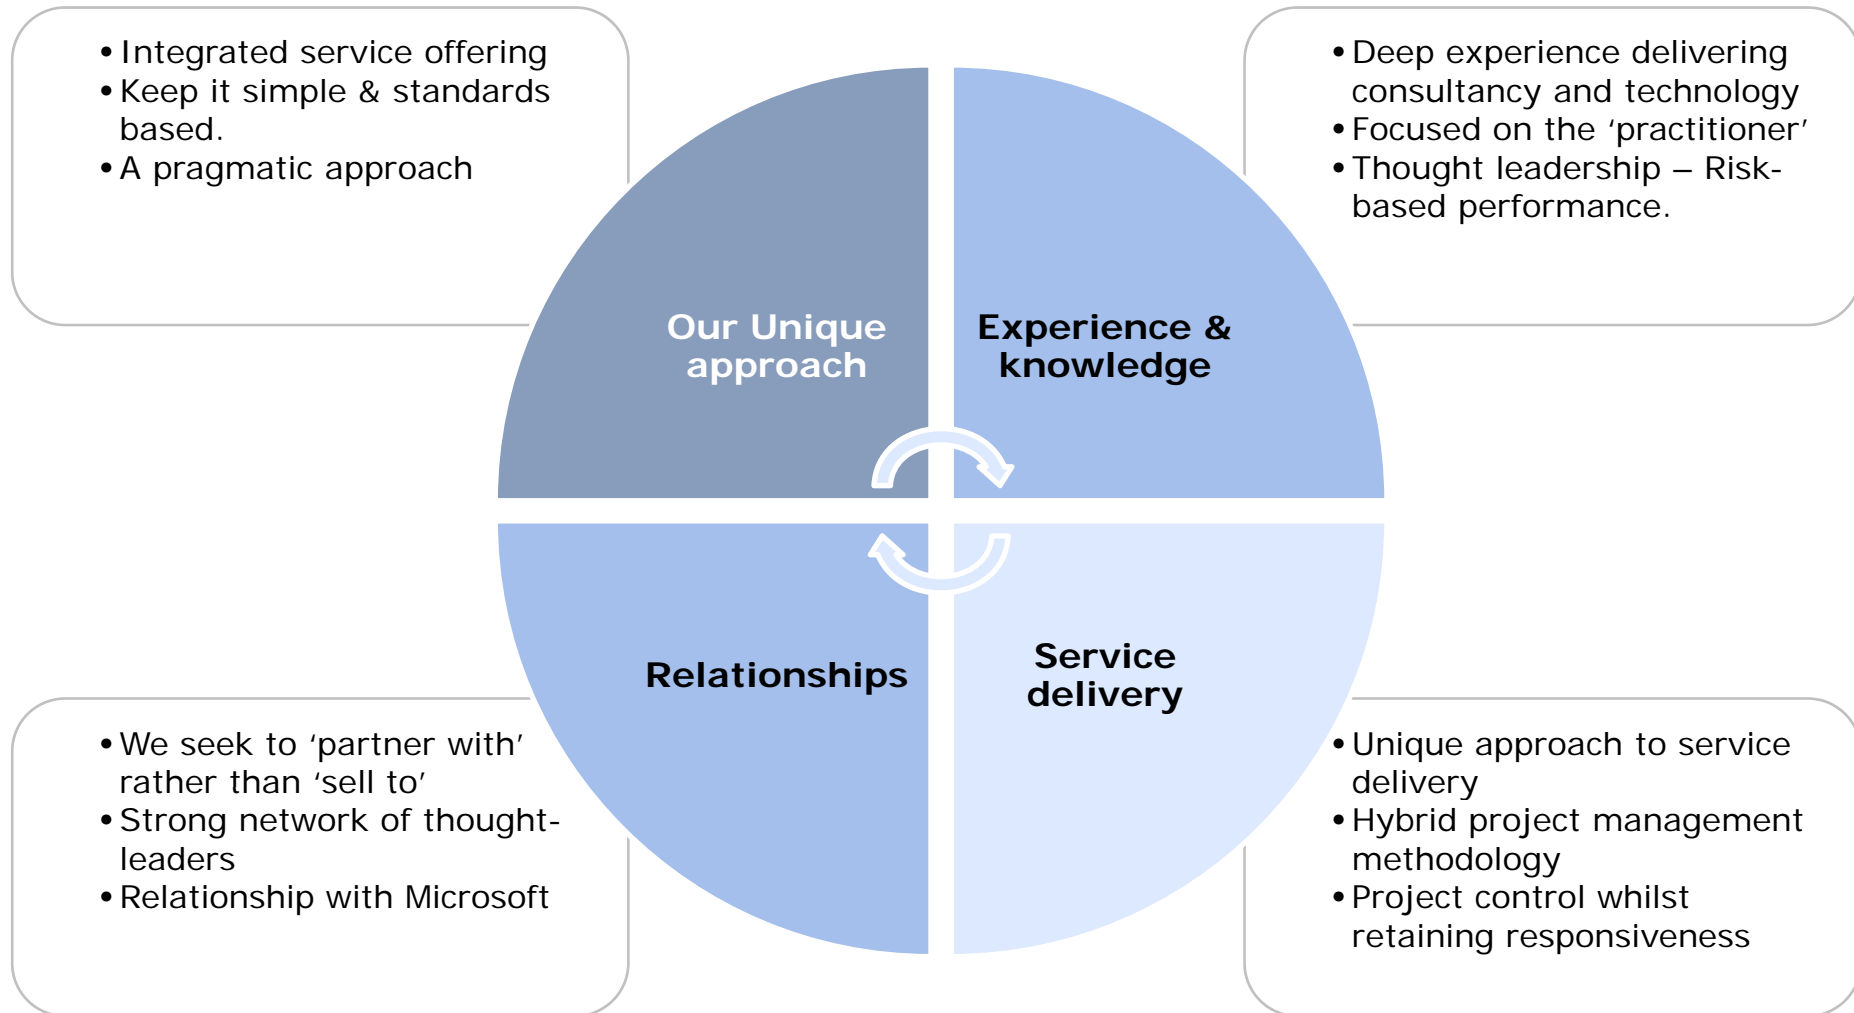 •Integrated service offering
•Keep it simple & standards
based.
•A pragmatic approach
•Deep experience delivering
consultancy and technology
•Focused on the ‘practitioner’
•Thought leadership – Risk-
based performance.
Our Unique
approach
Experience &
knowledge
Relationships
Service
delivery
•We seek to ‘partner with’
rather than ‘sell to’
•Strong network of thought-
leaders
•Relationship with Microsoft
•Unique approach to service
delivery
•Hybrid project management
methodology
•Project control whilst
retaining responsiveness